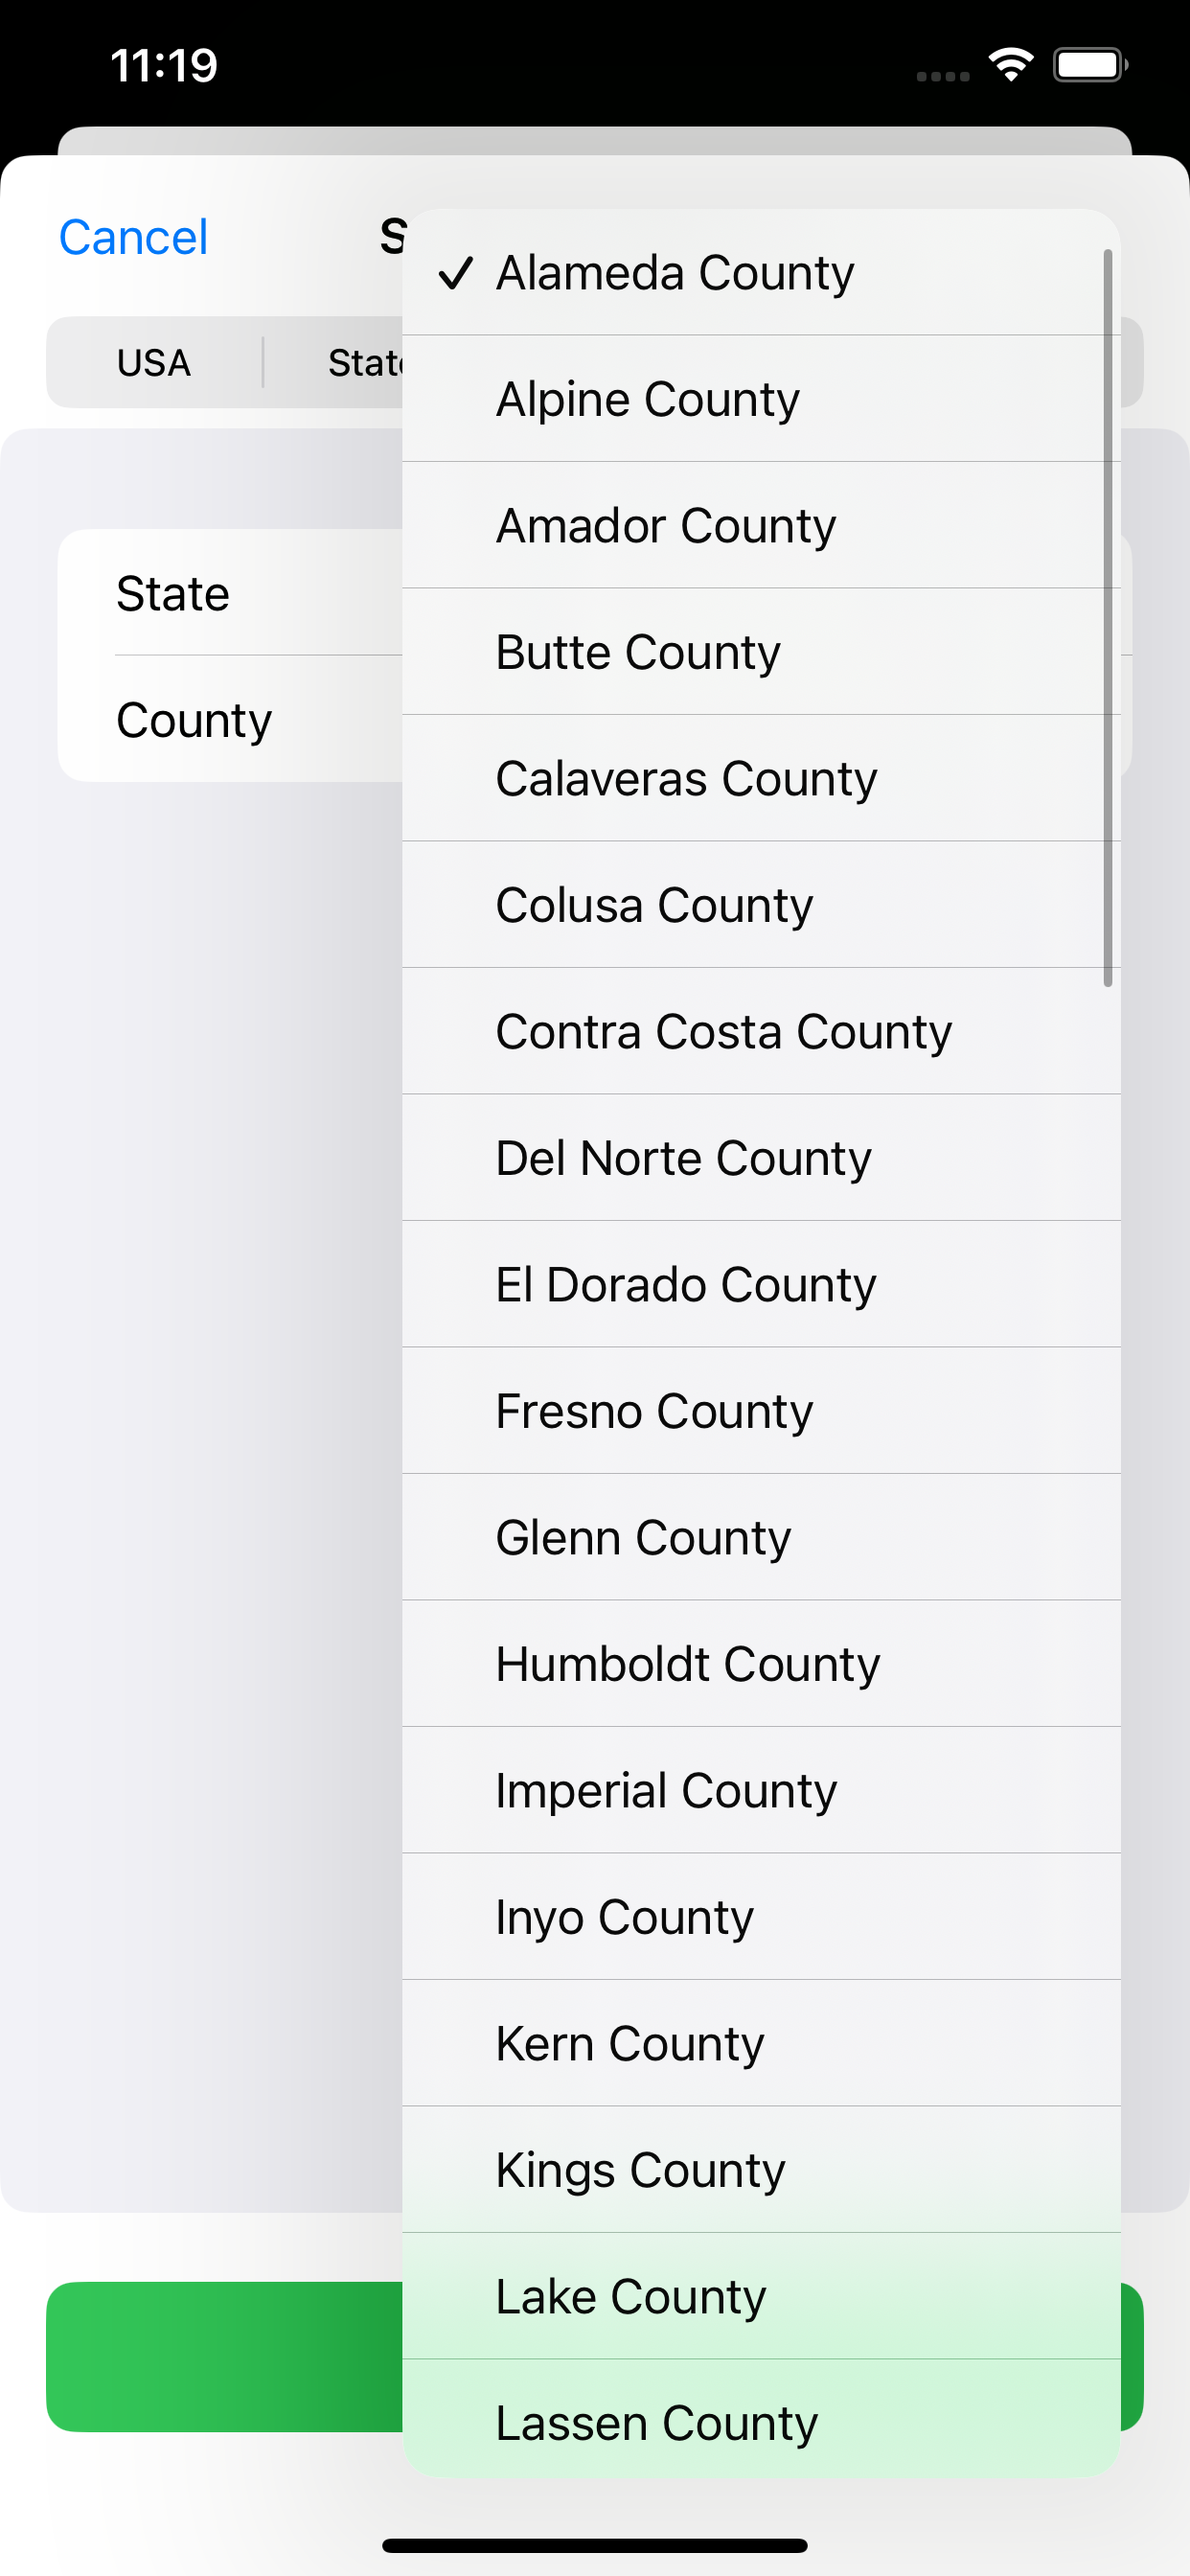 11:19
Cancel
USA
State
County
Alameda County
Alpine County
Amador County
Butte County
Calaveras County
Colusa County
Contra Costa County
Del Norte County
El Dorado County
Fresno County
Glenn County
Humboldt County
Imperial County
Inyo County
Kern County
Kings County
Lake County
Lassen County